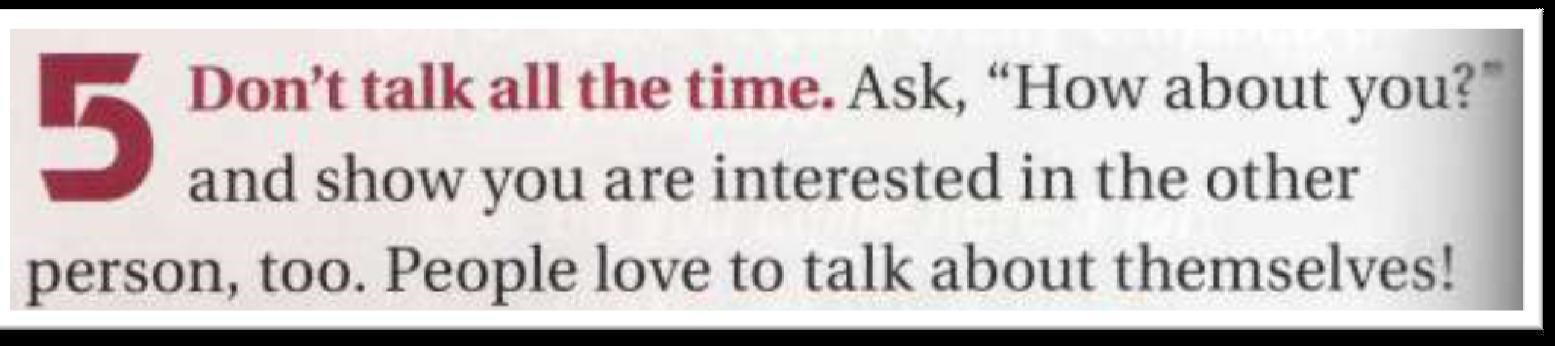 5 Don't talk all the time. Ask, “How about you?”
and show you are interested in the other
person, too. People love to talk about themselves!